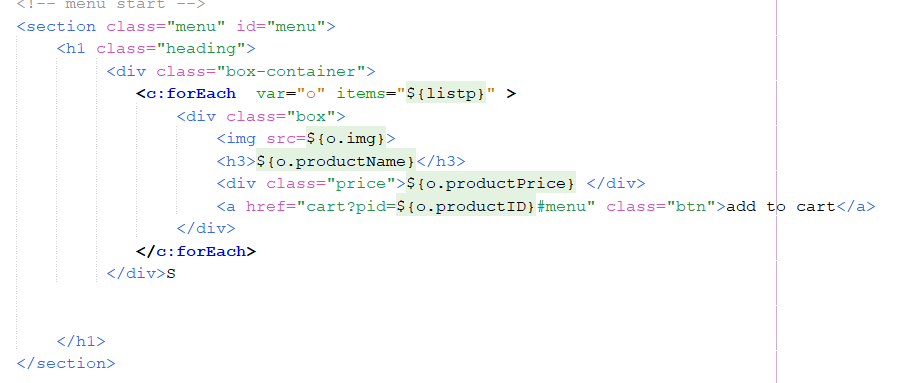 <!-- menu start -->
<section class="menu" id="menu">
<h1 class="heading">
<div class="box-container">
<c:forEach  var="o" items="${listp}" >
<div class="box">
<img src=${o.img}>
<h3>${o.productName}</h3>
<div class="price">${o.productPrice} </div>
<a href="cart?pid=${o.productID}#menu" class="btn">add to cart</a>
</div>
</c:forEach>
</div>S
</h1>
</section>